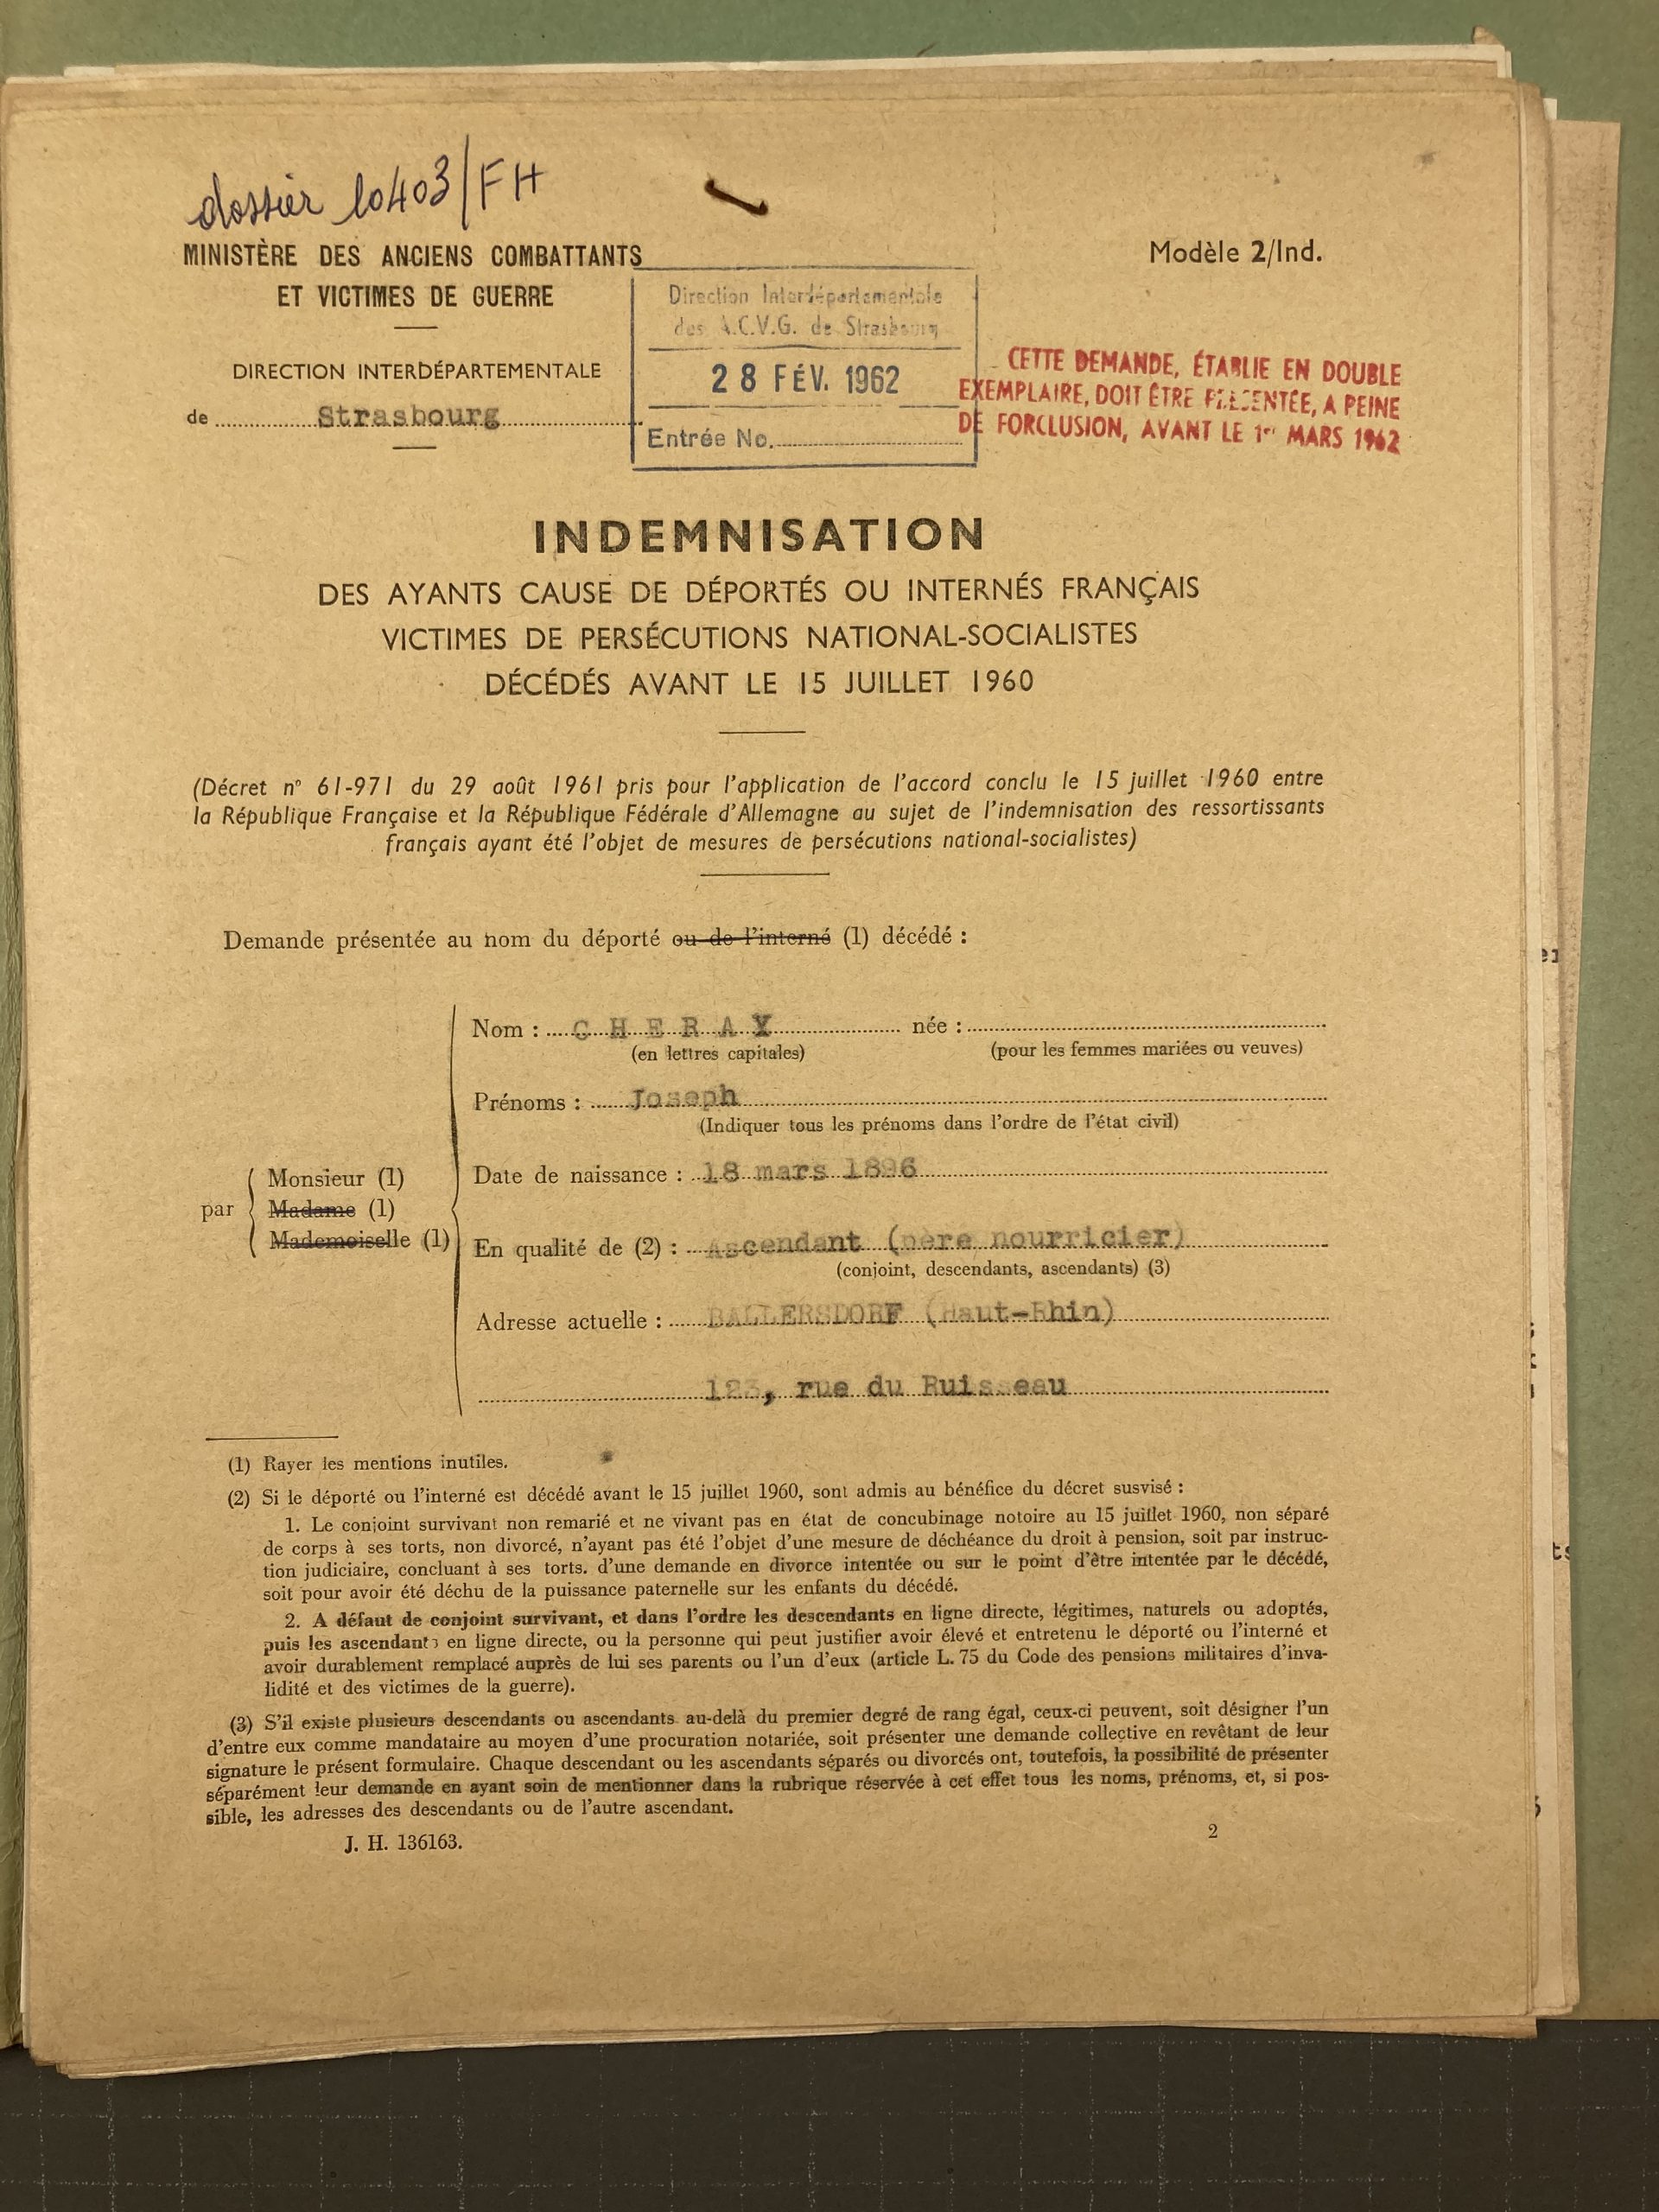 dossier 10403/FH
MINISTÈRE DES ANCIENS COMBATTANTS
ET VICTIMES DE GUERRE
DIRECTION INTERDÉPARTEMENTALE
de Strasbourg
Direction Interdépartementale
des A.C.V.G. de Strasbourg
28 FÉV. 1962
Entrée No.
Modèle 2/Ind.
CETTE DEMANDE, ÉTABLIE EN DOUBLE
EXEMPLAIRE, DOIT ÊTRE PRÉSENTÉE, A PEINE
DE FORCLUSION, AVANT LE 1er MARS 1962
INDEMNISATION
DES AYANTS CAUSE DE DÉPORTÉS OU INTERNÉS FRANÇAIS
VICTIMES DE PERSÉCUTIONS NATIONAL-SOCIALISTES
DÉCÉDÉS AVANT LE 15 JUILLET 1960
(Décret n° 61-971 du 29 août 1961 pris pour l'application de l'accord conclu le 15 juillet 1960 entre
la République Française et la République Fédérale d'Allemagne au sujet de l'indemnisation des ressortissants
français ayant été l'objet de mesures de persécutions national-socialistes)
Demande présentée au nom du déporté ou de l'interné (1) décédé :
par
Monsieur (1)
Madame (1)
Mademoiselle (1)
Nom : CHERAY née :
(en lettres capitales) (pour les femmes mariées ou veuves)
Prénoms : Joseph
(Indiquer tous les prénoms dans l'ordre de l'état civil)
Date de naissance : 18 mars 1896
En qualité de (2) : Ascendant (père nourricier)
(conjoint, descendants, ascendants) (3)
Adresse actuelle : BALLERSDORF (Haut-Rhin)
123, rue du Ruisseau
(1) Rayer les mentions inutiles.
(2) Si le déporté ou l'interné est décédé avant le 15 juillet 1960, sont admis au bénéfice du décret susvisé :
1. Le conjoint survivant non remarié et ne vivant pas en état de concubinage notoire au 15 juillet 1960, non séparé
de corps à ses torts, non divorcé, n'ayant pas été l'objet d'une mesure de déchéance du droit à pension, soit par instruc-
tion judiciaire, concluant à ses torts. d'une demande en divorce intentée ou sur le point d'être intentée par le décédé,
soit pour avoir été déchu de la puissance paternelle sur les enfants du décédé.
2. A défaut de conjoint survivant, et dans l'ordre les descendants en ligne directe, légitimes, naturels ou adoptés,
puis les ascendants en ligne directe, ou la personne qui peut justifier avoir élevé et entretenu le déporté ou l'interné et
avoir durablement remplacé auprès de lui ses parents ou l'un d'eux (article L. 75 du Code des pensions militaires d'inva-
lidité et des victimes de la guerre).
(3) S'il existe plusieurs descendants ou ascendants au-delà du premier degré de rang égal, ceux-ci peuvent, soit désigner l'un
d'entre eux comme mandataire au moyen d'une procuration notariée, soit présenter une demande collective en revêtant de leur
signature le présent formulaire. Chaque descendant ou les ascendants séparés ou divorcés ont, toutefois, la possibilité de présenter
séparément leur demande en ayant soin de mentionner dans la rubrique réservée à cet effet tous les noms, prénoms, et, si pos-
sible, les adresses des descendants ou de l'autre ascendant.
J. H. 136163.
2